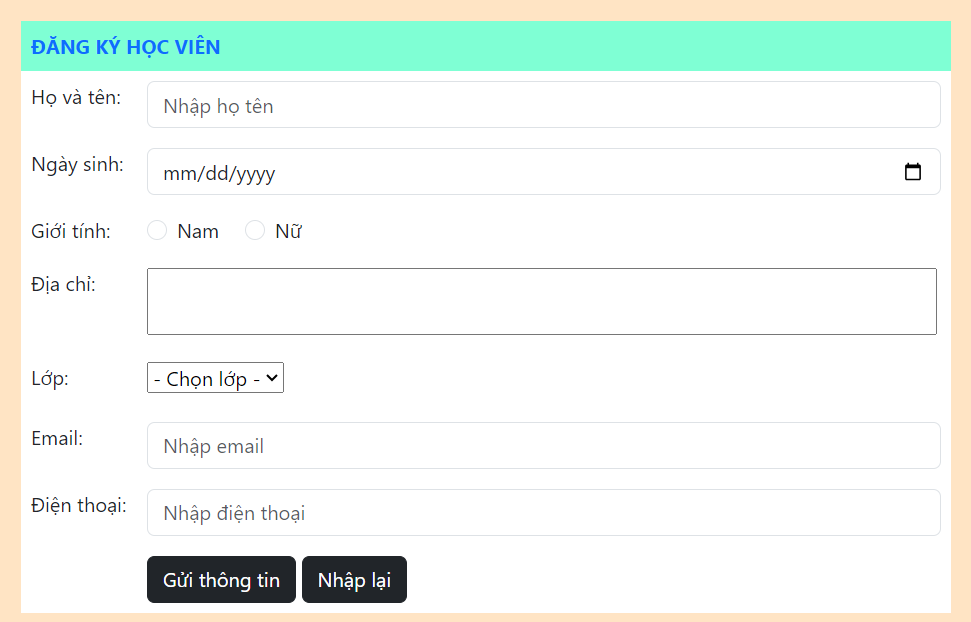 ĐĂNG KÝ HỌC VIÊN
Họ và tên: Nhập họ tên
Ngày sinh: mm/dd/yyyy
Giới tính: Nam Nữ
Địa chỉ:
Lớp: - Chọn lớp -
Email: Nhập email
Điện thoại: Nhập điện thoại
Gửi thông tin Nhập lại